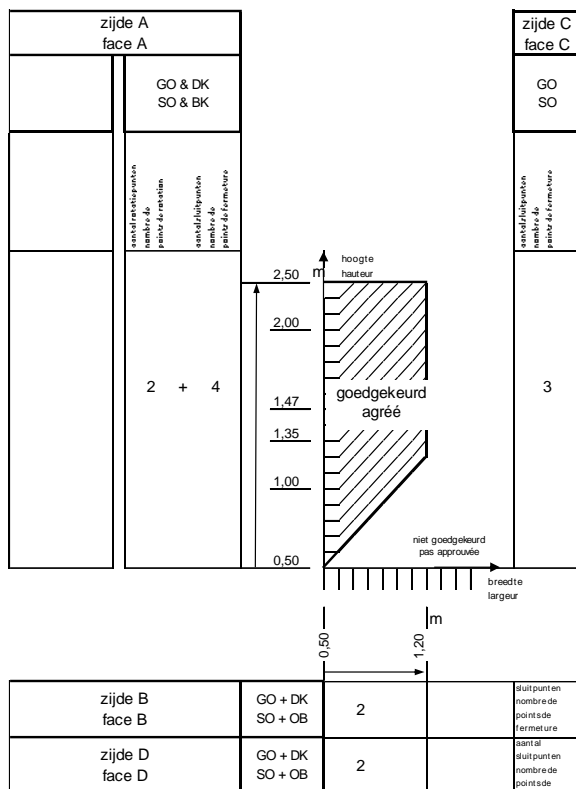 zijde A
face A
zijde C
face C
GO & DK
SO & BK
GO
SO
aantal rotatiepunten
nombre de
points de rotation
aantal sluitpunten
nombre de
points de fermeture
aantal sluitpunten
nombre de
points de fermeture
hoogte
hauteur
m
2,50
2,00
1,47
1,35
1,00
0,50
2 + 4
goedgekeurd
agréé
3
niet goedgekeurd
pas approuvée
breedte
largeur
m
0,50
1,20
zijde B
face B
GO + DK
SO + OB
2
sluitpunten
nombre de
points de
fermeture
zijde D
face D
GO + DK
SO + OB
2
aantal
sluitpunten
nombre de
points de